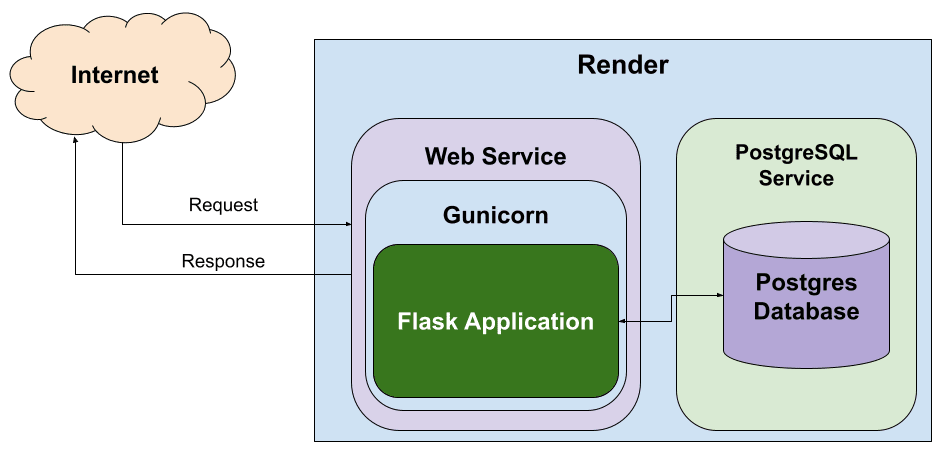 Internet
Render
Web Service
PostgreSQL
Service
Request
Gunicorn
Response
Postgres
Database
Flask Application